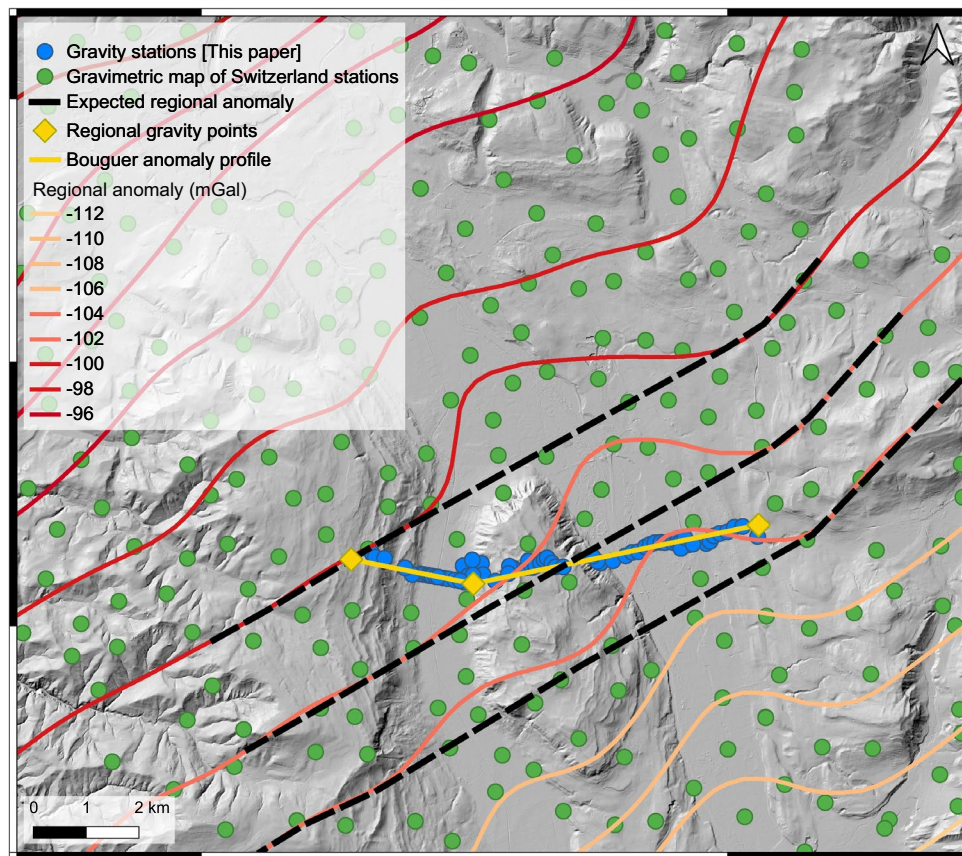 Gravity stations [This paper]
Gravimetric map of Switzerland stations
Expected regional anomaly
Regional gravity points
Bouguer anomaly profile
Regional anomaly (mGal)
-112
-110
-108
-106
-104
-102
-100
-98
-96
0 1 2 km